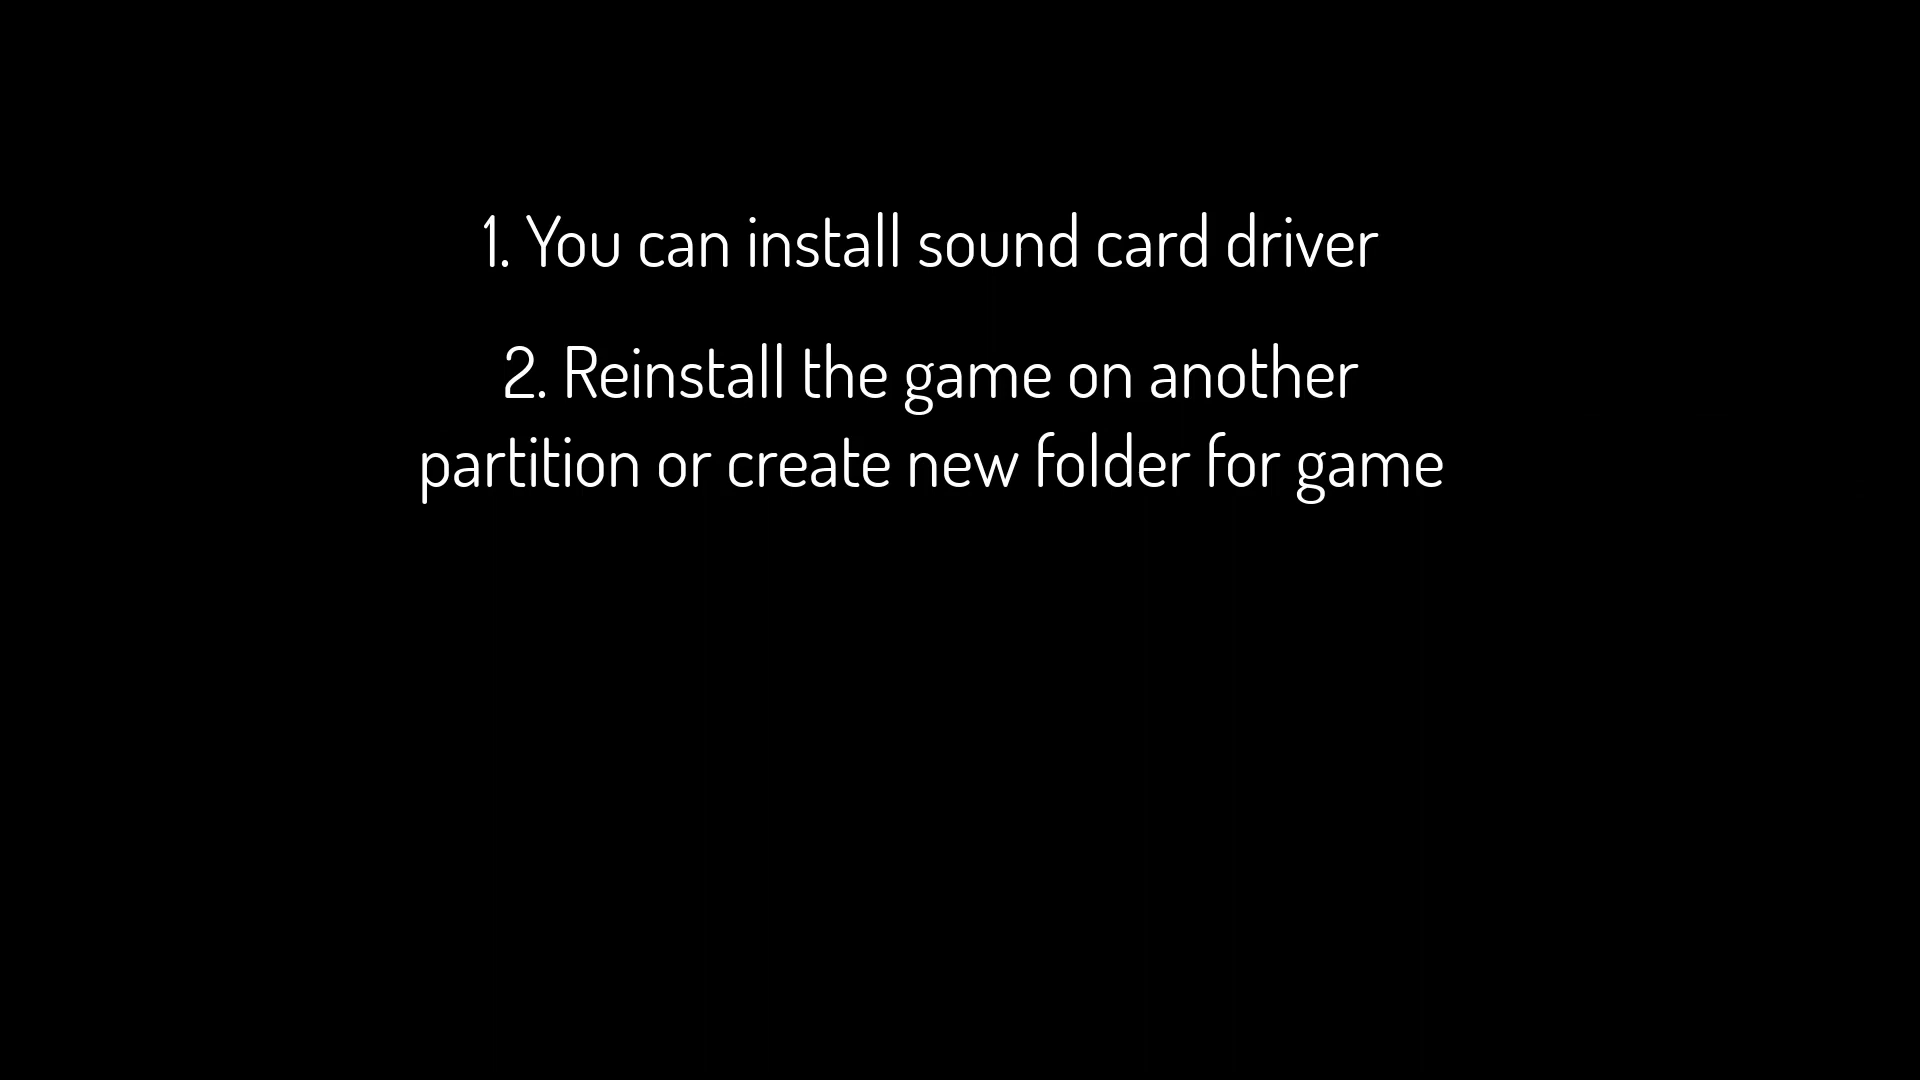 1. You can install sound card driver
2. Reinstall the game on another
partition or create new folder for game